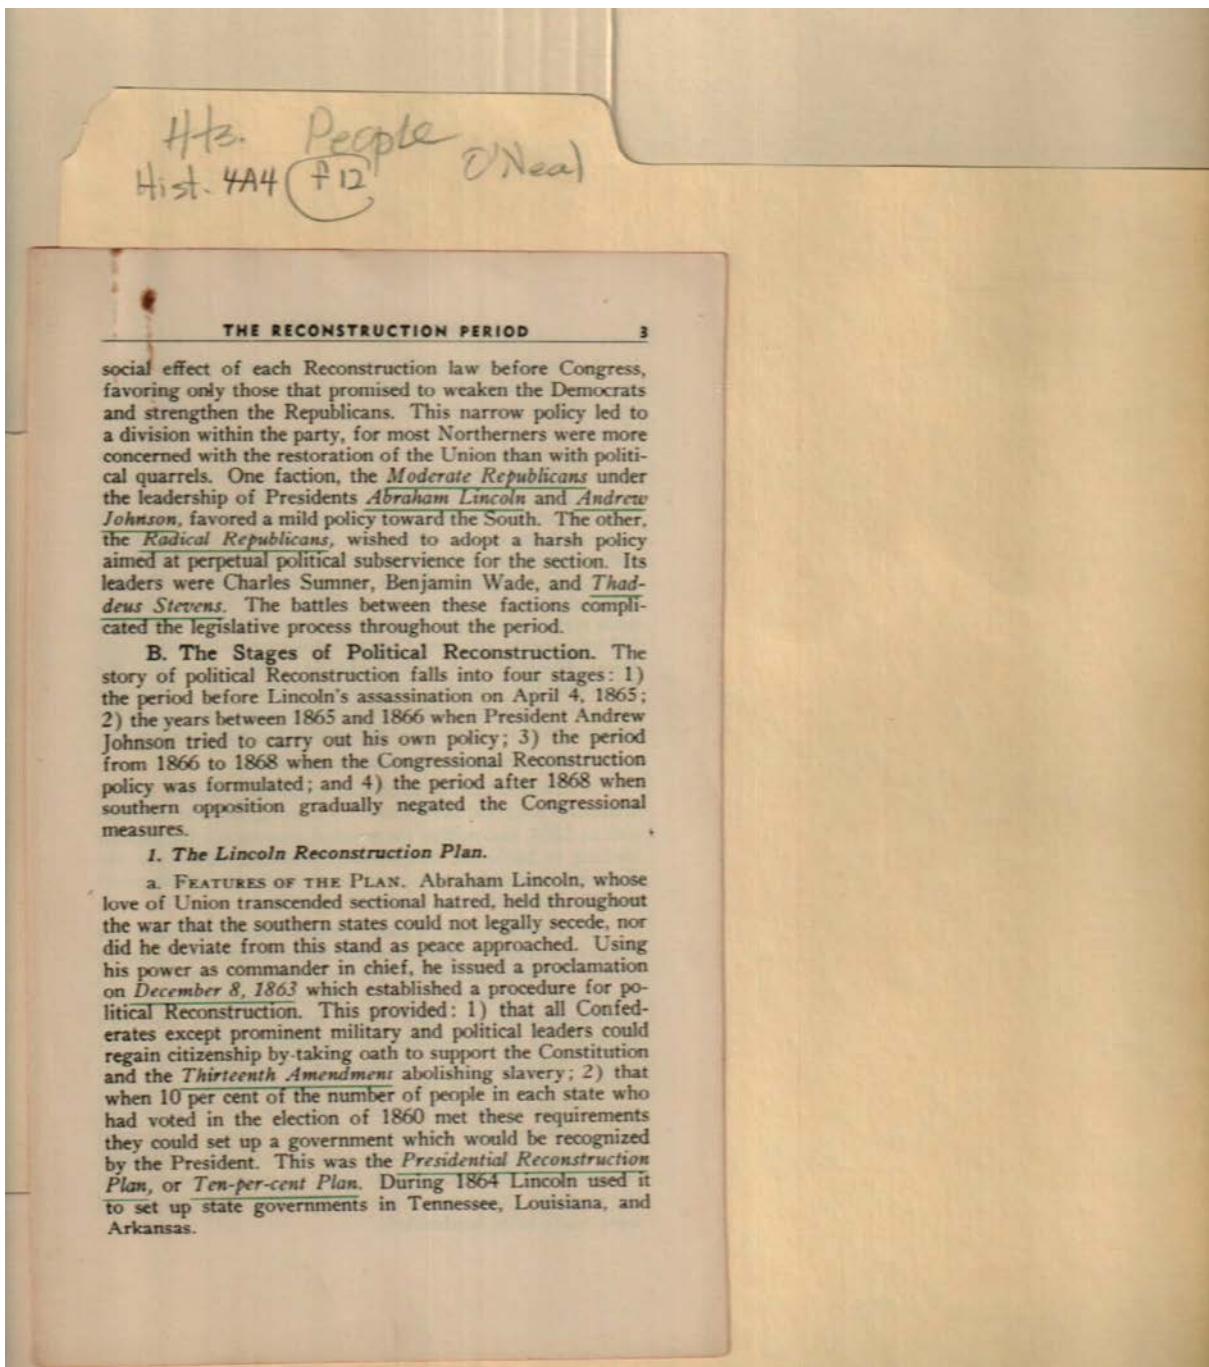 Hts. People
O'Neal
Hist. 4A4 f12
THE RECONSTRUCTION PERIOD 3
social effect of each Reconstruction law before Congress,
favoring only those that promised to weaken the Democrats
and strengthen the Republicans. This narrow policy led to
a division within the party, for most Northerners were more
concerned with the restoration of the Union than with politi-
cal quarrels. One faction, the Moderate Republicans under
the leadership of Presidents Abraham Lincoln and Andrew
Johnson, favored a mild policy toward the South. The other,
the Radical Republicans, wished to adopt a harsh policy
aimed at perpetual political subservience for the section. Its
leaders were Charles Sumner, Benjamin Wade, and Thad-
deus Stevens. The battles between these factions compli-
cated the legislative process throughout the period.
B. The Stages of Political Reconstruction. The
story of political Reconstruction falls into four stages: 1)
the period before Lincoln's assassination on April 4, 1865;
2) the years between 1865 and 1866 when President Andrew
Johnson tried to carry out his own policy; 3) the period
from 1866 to 1868 when the Congressional Reconstruction
policy was formulated; and 4) the period after 1868 when
southern opposition gradually negated the Congressional
measures.
1. The Lincoln Reconstruction Plan.
a. FEATURES OF THE PLAN. Abraham Lincoln, whose
love of Union transcended sectional hatred, held throughout
the war that the southern states could not legally secede, nor
did he deviate from this stand as peace approached. Using
his power as commander in chief, he issued a proclamation
on December 8, 1863 which established a procedure for po-
litical Reconstruction. This provided: 1) that all Confed-
erates except prominent military and political leaders could
regain citizenship by taking oath to support the Constitution
and the Thirteenth Amendment abolishing slavery; 2) that
when 10 per cent of the number of people in each state who
had voted in the election of 1860 met these requirements
they could set up a government which would be recognized
by the President. This was the Presidential Reconstruction
Plan, or Ten-per-cent Plan. During 1864 Lincoln used it
to set up state governments in Tennessee, Louisiana, and
Arkansas.